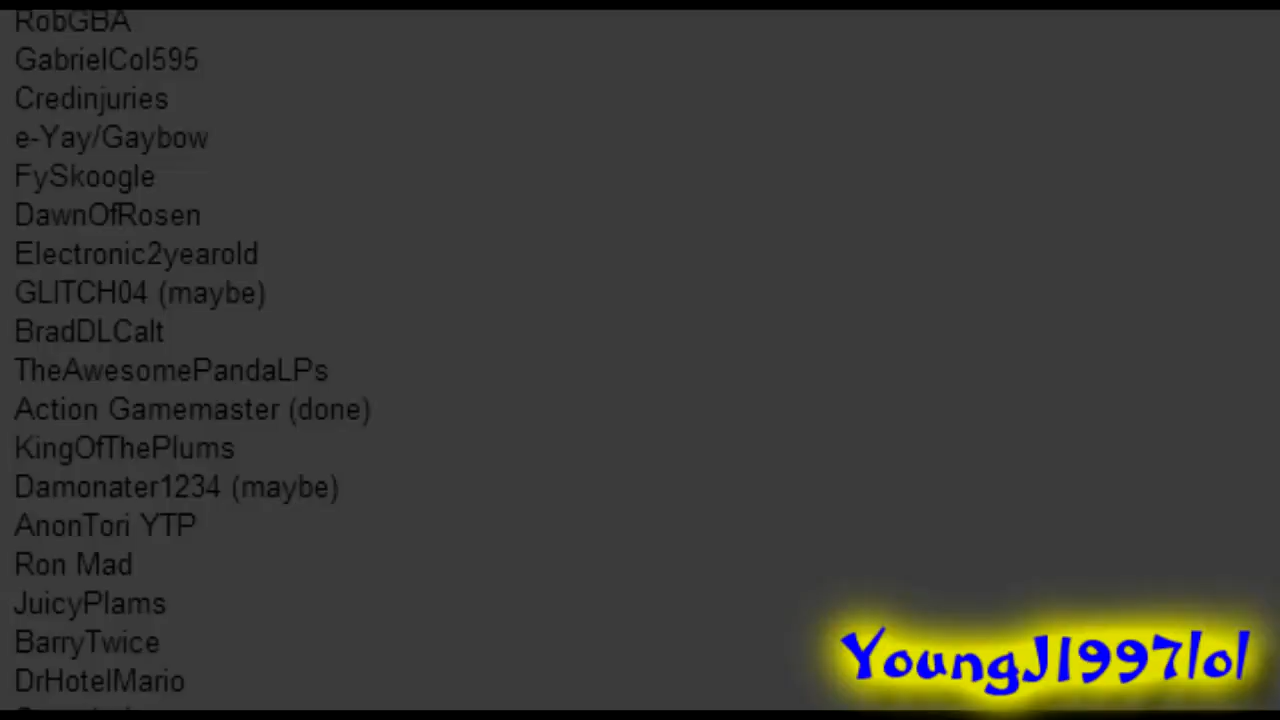 RobGBA
GabrielCol595
Credinjuries
e-Yay/Gaybow
FySkoogle
DawnOfRosen
Electronic2yearold
GLITCH04 (maybe)
BradDLCalt
TheAwesomePandaLPs
Action Gamemaster (done)
KingOfThePlums
Damonater1234 (maybe)
AnonTori YTP
Ron Mad
JuicyPlams
BarryTwice
DrHotelMario
YoungJ1997lol